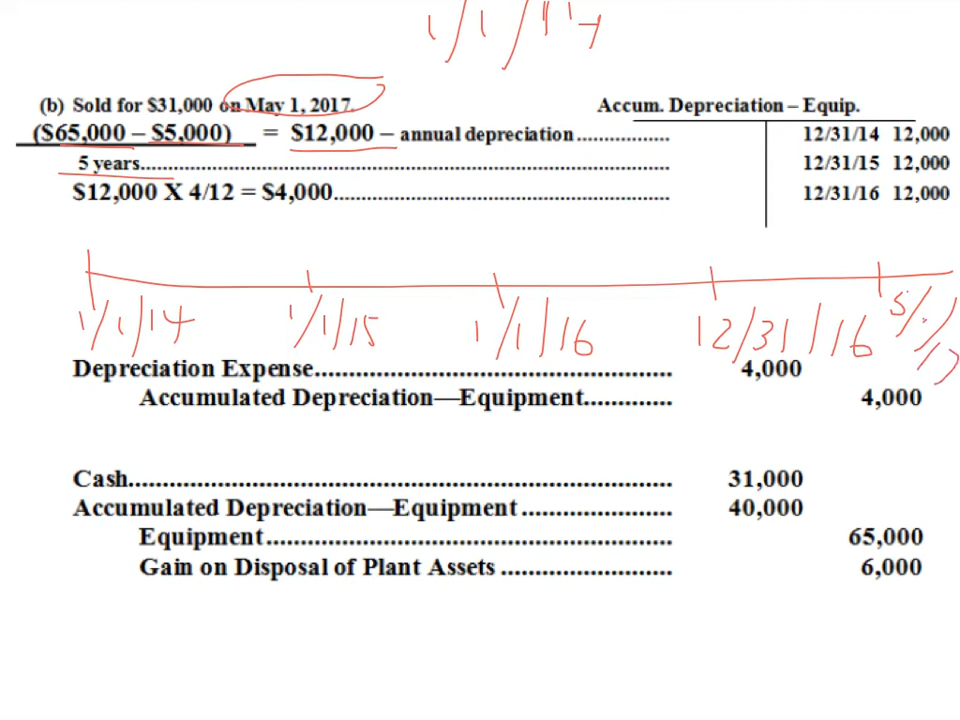 1/1/14
(b) Sold for $31,000 on May 1, 2017. Accum. Depreciation – Equip.
($65,000 – $5,000) = $12,000 – annual depreciation................. 12/31/14 12,000
5 years................................................................................................ 12/31/15 12,000
$12,000 X 4/12 = $4,000............................................................. 12/31/16 12,000
1/1/14 1/1/15 1/1/16 12/31/16 5/1/17
Depreciation Expense................................................................. 4,000
Accumulated Depreciation—Equipment............. 4,000
Cash................................................................................................... 31,000
Accumulated Depreciation—Equipment ...................... 40,000
Equipment......................................................................... 65,000
Gain on Disposal of Plant Assets ......................... 6,000